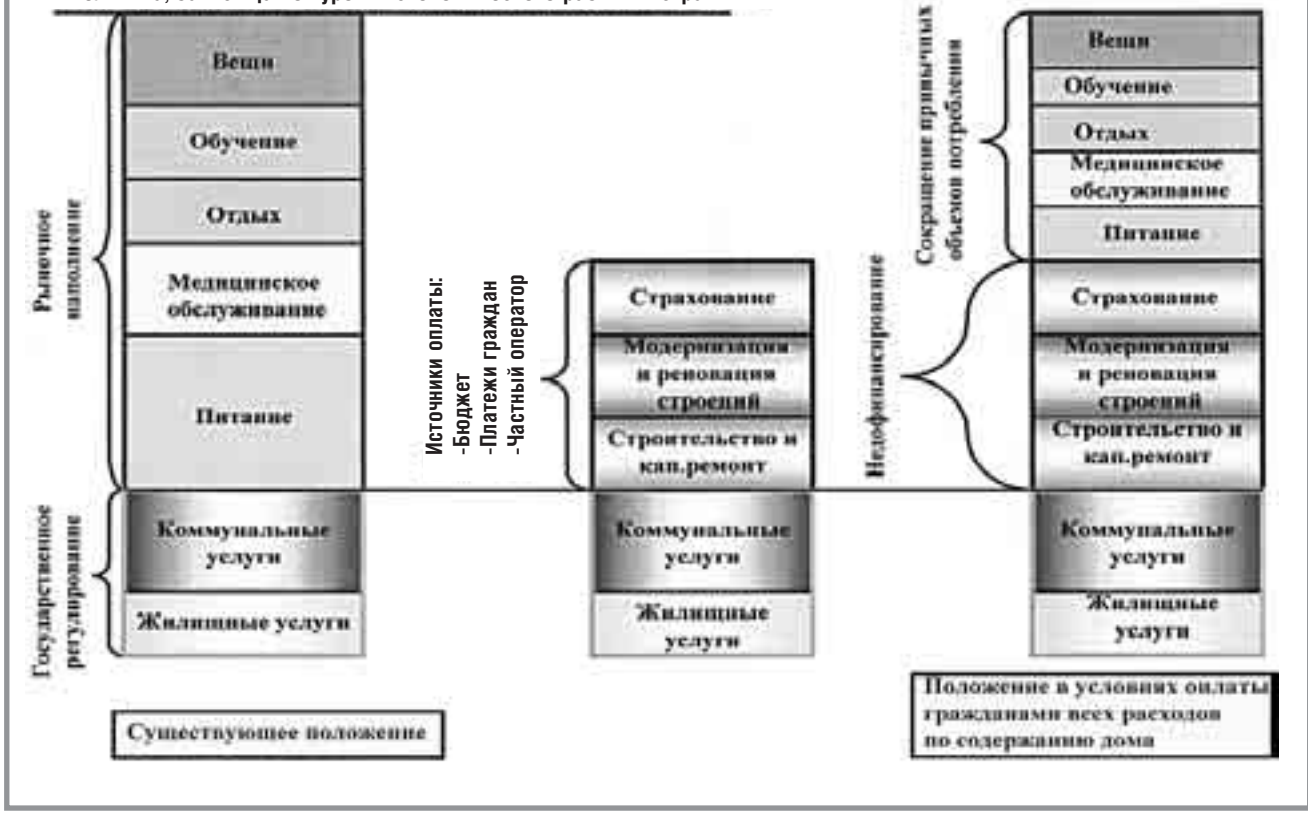 Рыночное
наполнение
Вещи
Обучение
Отдых
Медицинское
обслуживание
Питание
Государственное
регулирование
Коммунальные
услуги
Жилищные услуги
Существующее положение
Источники оплаты:
-Бюджет
-Платежи граждан
-Частный оператор
Страхование
Модернизация
и реновация
строений
Строительство и
кап.ремонт
Коммунальные
услуги
Жилищные
услуги
Сокращение привычных
объемов потребления
Недофинансирование
Вещи
Обучение
Отдых
Медицинское
обслуживание
Питание
Страхование
Модернизация
и реновация
строений
Строительство и
кап.ремонт
Коммунальные
услуги
Жилищные
услуги
Положение в условиях оплаты
гражданами всех расходов
по содержанию дома